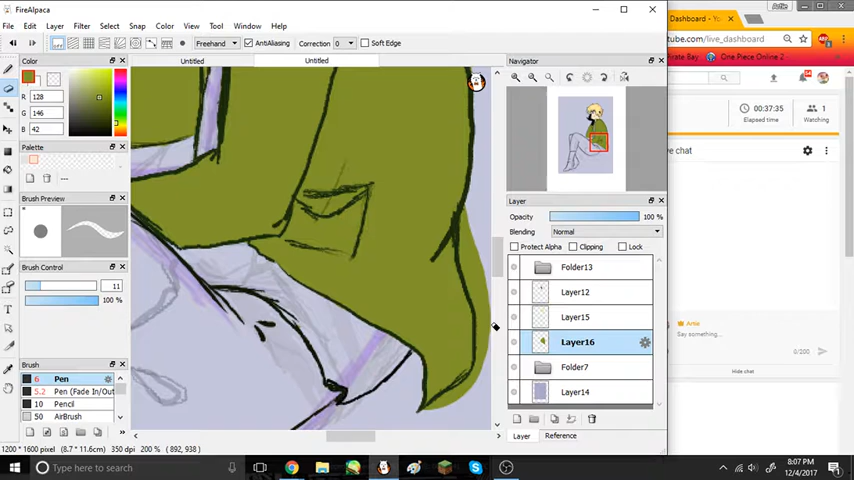 FireAlpaca
File Edit Layer Filter Select Snap Color View Tool Window Help
Freehand AntiAliasing Correction 0 Soft Edge
Color
R 128
G 146
B 42
Palette
---
Brush Preview
Brush Control
11
100 %
Brush
6 Pen
5.2 Pen (Fade In/Out)
10 Pencil
50 AirBrush
1200 * 1600 pixel (8.7 * 11.6cm) 350 dpi 200 % ( 892, 938 )
Untitled
Untitled
Navigator
Layer
Opacity 100 %
Blending Normal
Protect Alpha Clipping Lock
Folder13
Layer12
Layer15
Layer16
Folder7
Layer14
Layer Reference
Artie
Dashboard - Yo
tube.com/live_dashboard
rate Bay One Piece Online 2
00:37:35
Elapsed time
1
Watching
ve chat
Artie
Say something...
0/200
HIDE CHAT
Type here to search
8:07 PM
12/4/2017